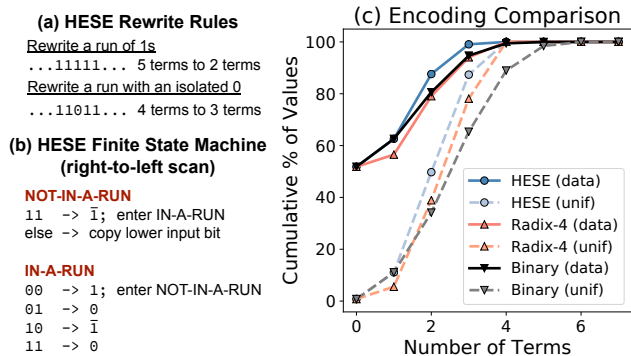 (a) HESE Rewrite Rules
Rewrite a run of 1s
...11111... 5 terms to 2 terms
Rewrite a run with an isolated 0
...11011... 4 terms to 3 terms
(b) HESE Finite State Machine
(right-to-left scan)
NOT-IN-A-RUN
11 -> 1̄; enter IN-A-RUN
else -> copy lower input bit
IN-A-RUN
00 -> 1; enter NOT-IN-A-RUN
01 -> 0
10 -> 1̄
11 -> 0
(c) Encoding Comparison
Cumulative % of Values
100
80
60
40
20
0
HESE (data)
HESE (unif)
Radix-4 (data)
Radix-4 (unif)
Binary (data)
Binary (unif)
0 2 4 6
Number of Terms